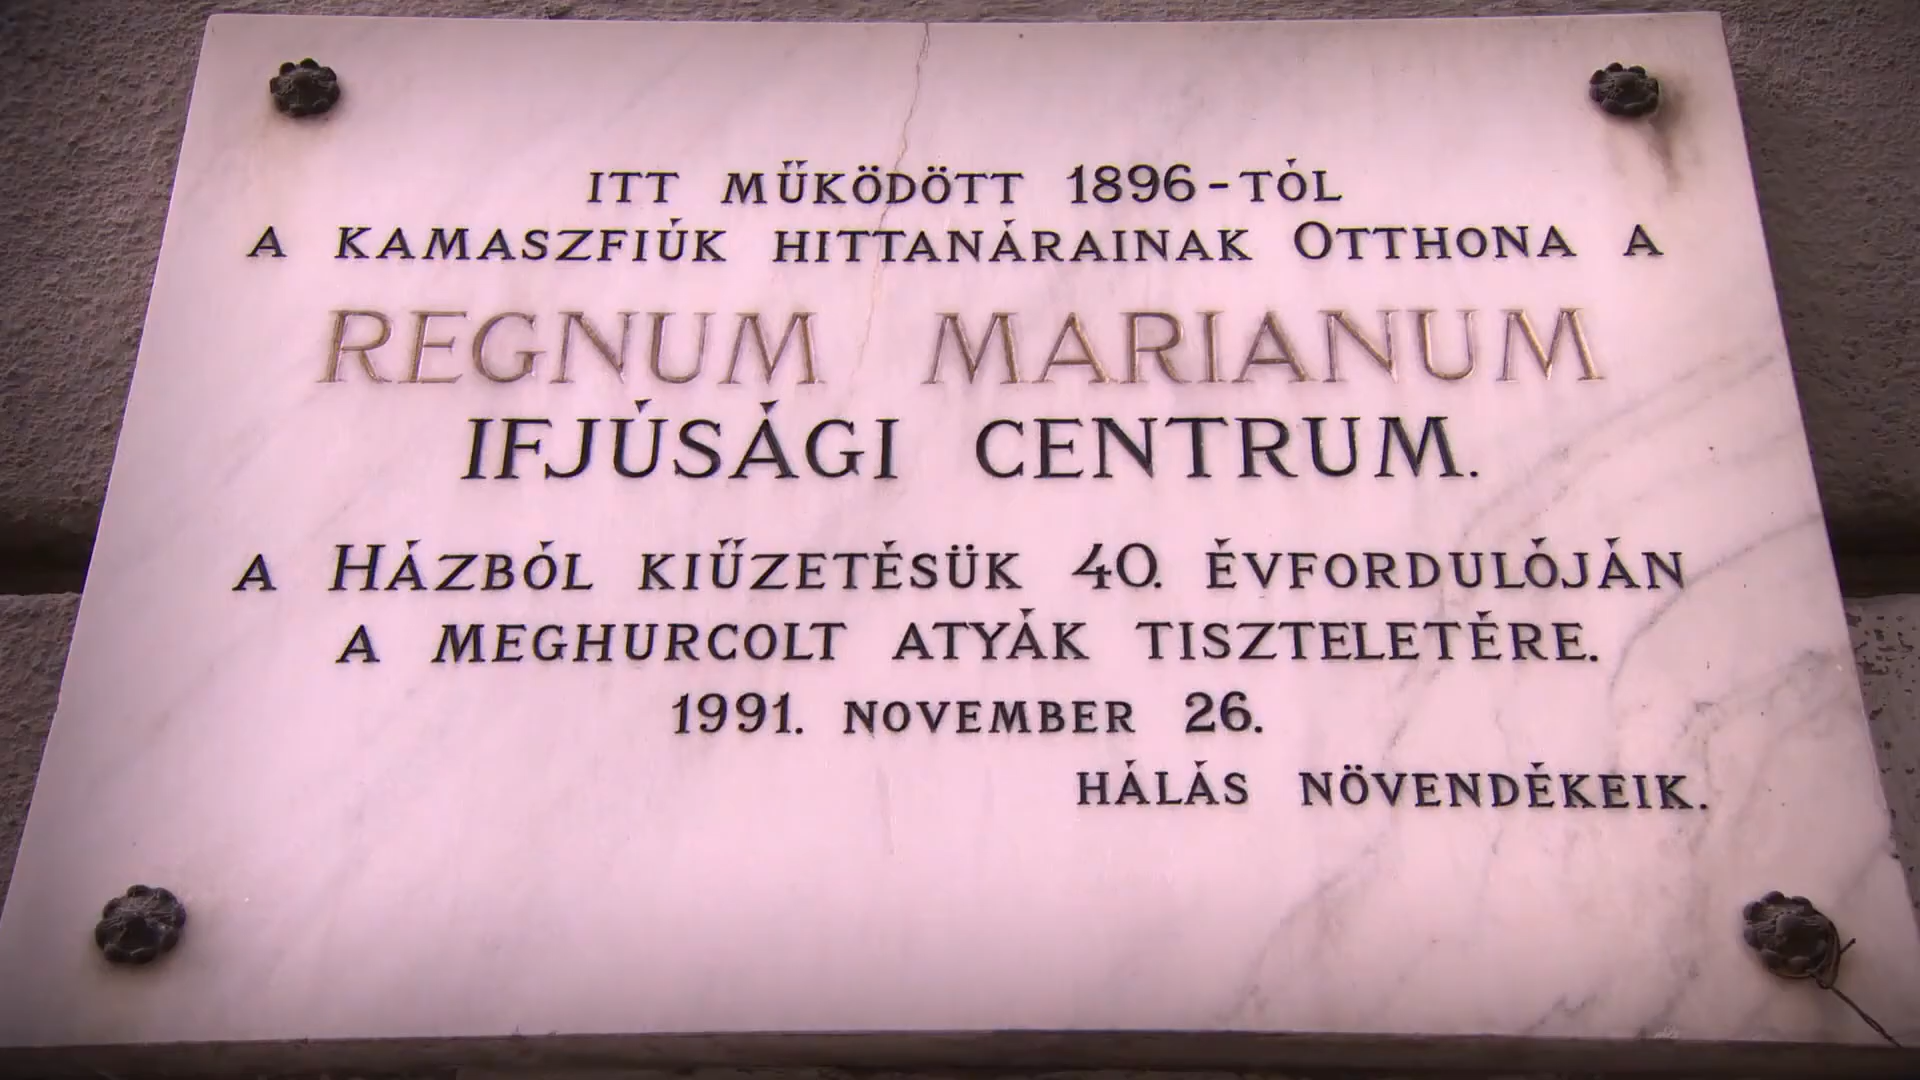 ITT MŰKÖDÖTT 1896-TÓL
A KAMASZFIÚK HITTANÁRAINAK OTTHONA A
REGNUM MARIANUM
IFJÚSÁGI CENTRUM.
A HÁZBÓL KIŰZETÉSÜK 40. ÉVFORDULÓJÁN
A MEGHURCOLT ATYÁK TISZTELETÉRE.
1991. NOVEMBER 26.
HÁLÁS NÖVENDÉKEIK.